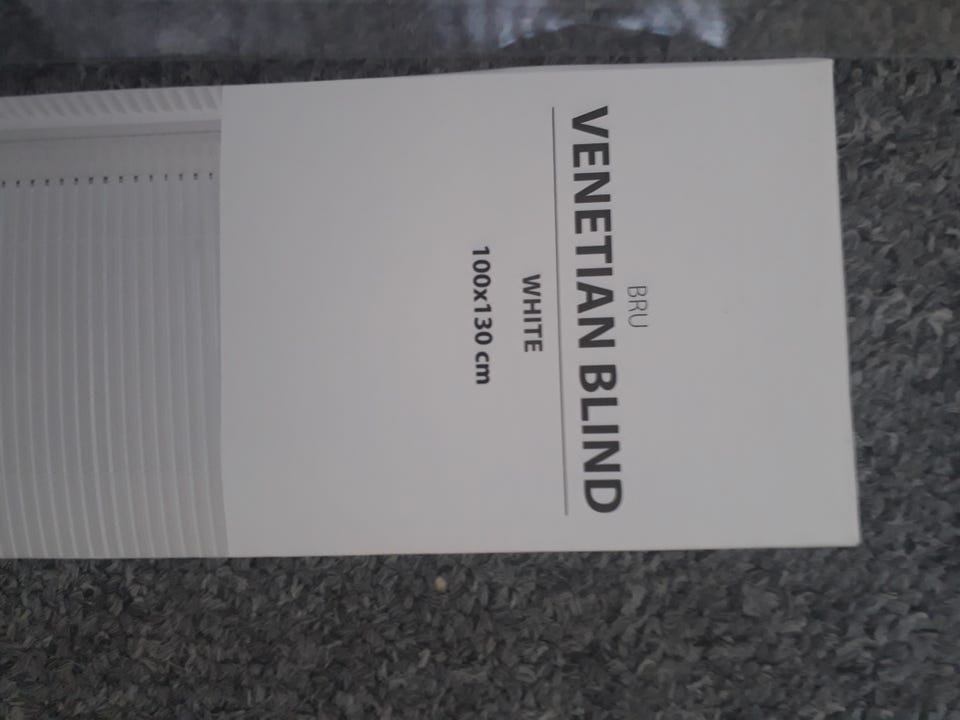 BRU
VENETIAN BLIND
WHITE
100x130 cm